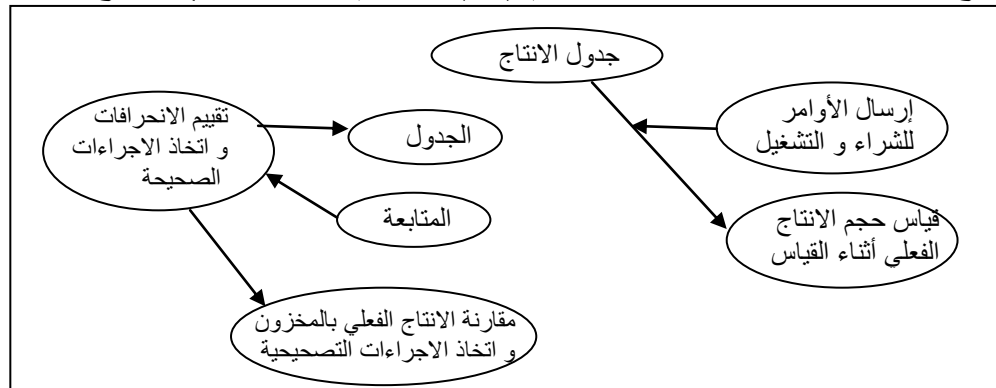 جدول الانتاج
إرسال الأوامر
للشراء و التشغيل
قياس حجم الانتاج
الفعلي أثناء القياس
تقييم الانحرافات
و اتخاذ الاجراءات
الصحيحة
الجدول
المتابعة
مقارنة الانتاج الفعلي بالمخزون
و اتخاذ الاجراءات التصحيحية